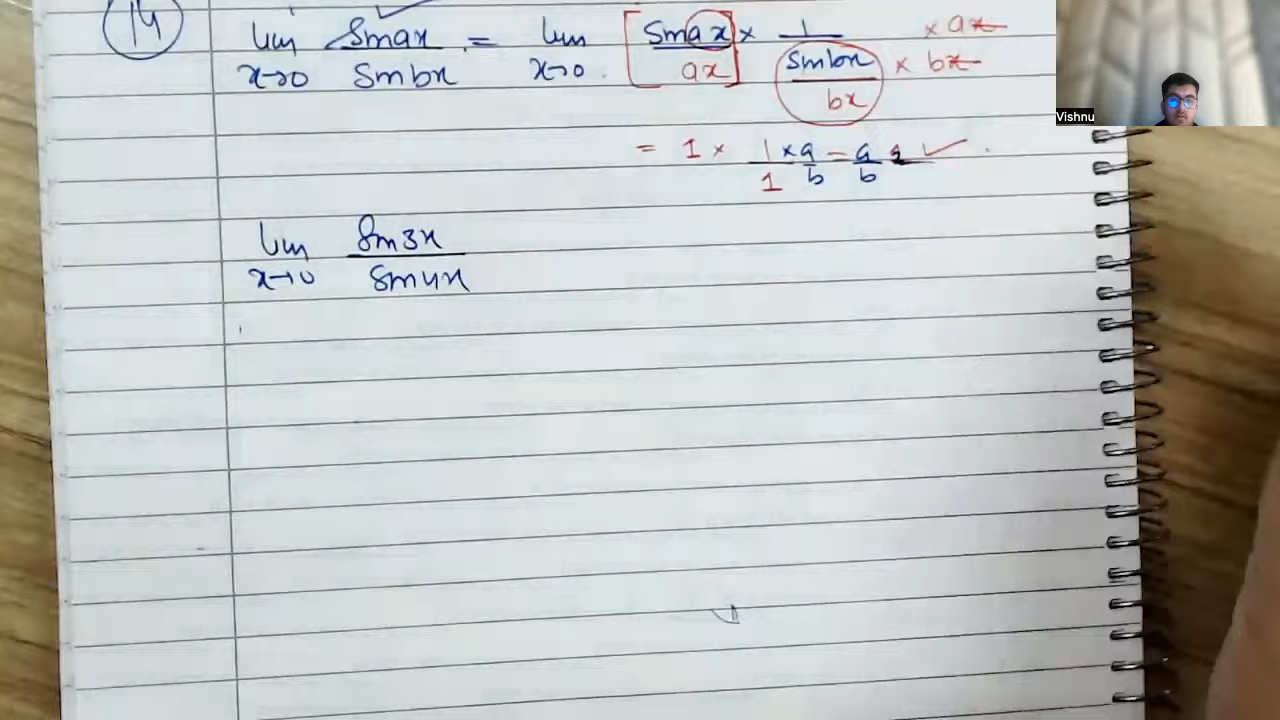 14
lim sin ax = lim [sin ax] × 1 × ax
x→0 sin bx x→0 ax sin bx × bx
bx
= 1 × 1 × a = a
1 b b
lim sin 3x
x→0 sin 4x
Vishnu